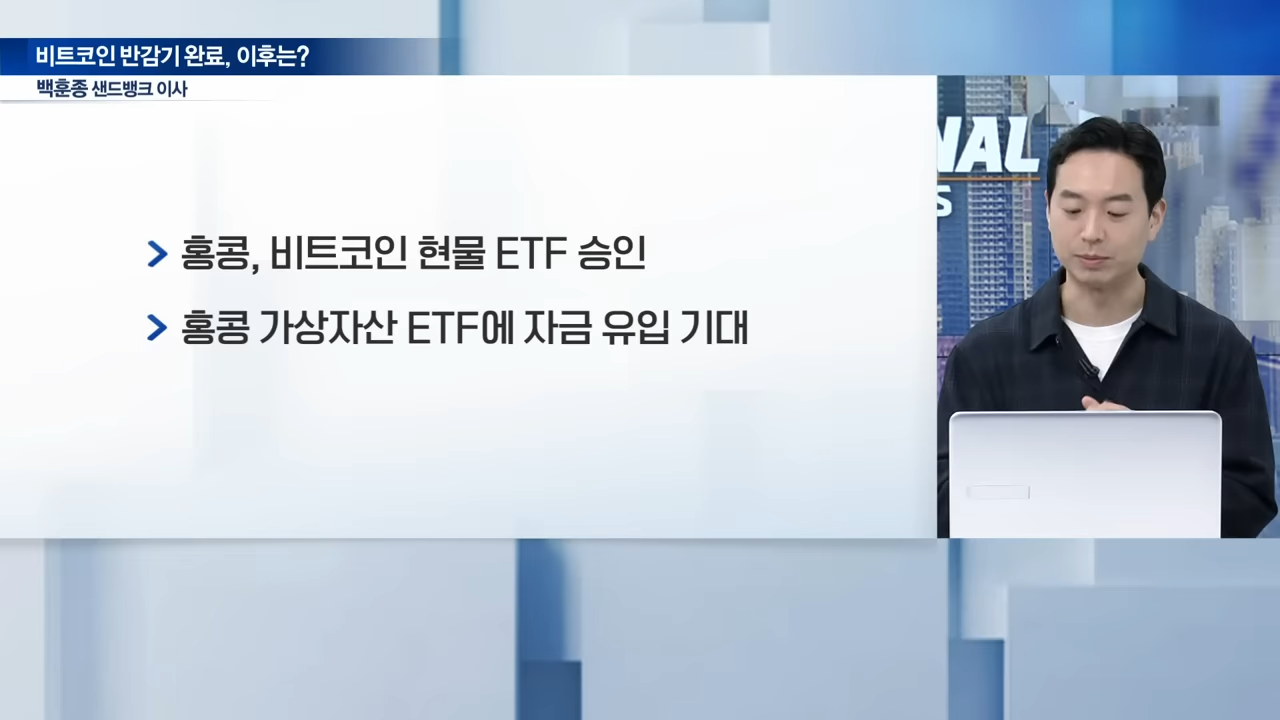 비트코인 반감기 완료, 이후는?
백훈종 샌드뱅크 이사
홍콩, 비트코인 현물 ETF 승인
홍콩 가상자산 ETF에 자금 유입 기대
NAL
S